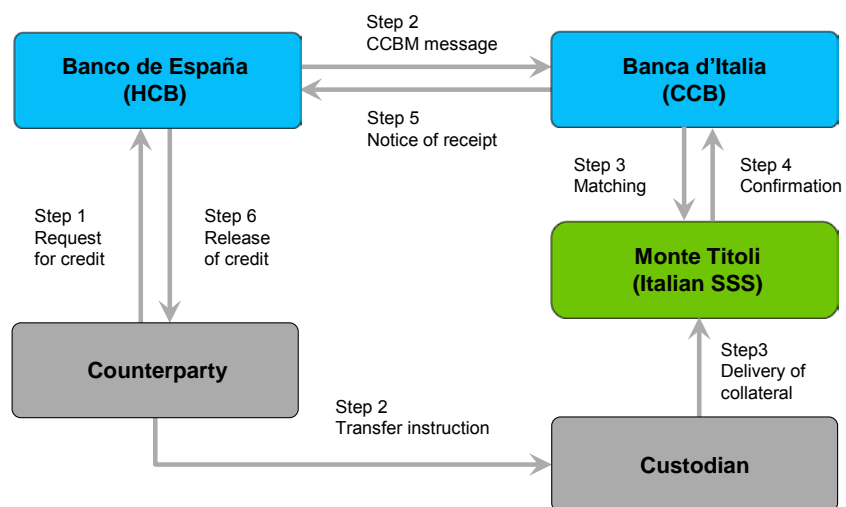 Step 2
CCBM message
Banco de España
(HCB)
Banca d'Italia
(CCB)
Step 5
Notice of receipt
Step 3
Matching
Step 4
Confirmation
Step 1
Request
for credit
Step 6
Release
of credit
Monte Titoli
(Italian SSS)
Counterparty
Step3
Delivery of
collateral
Step 2
Transfer instruction
Custodian